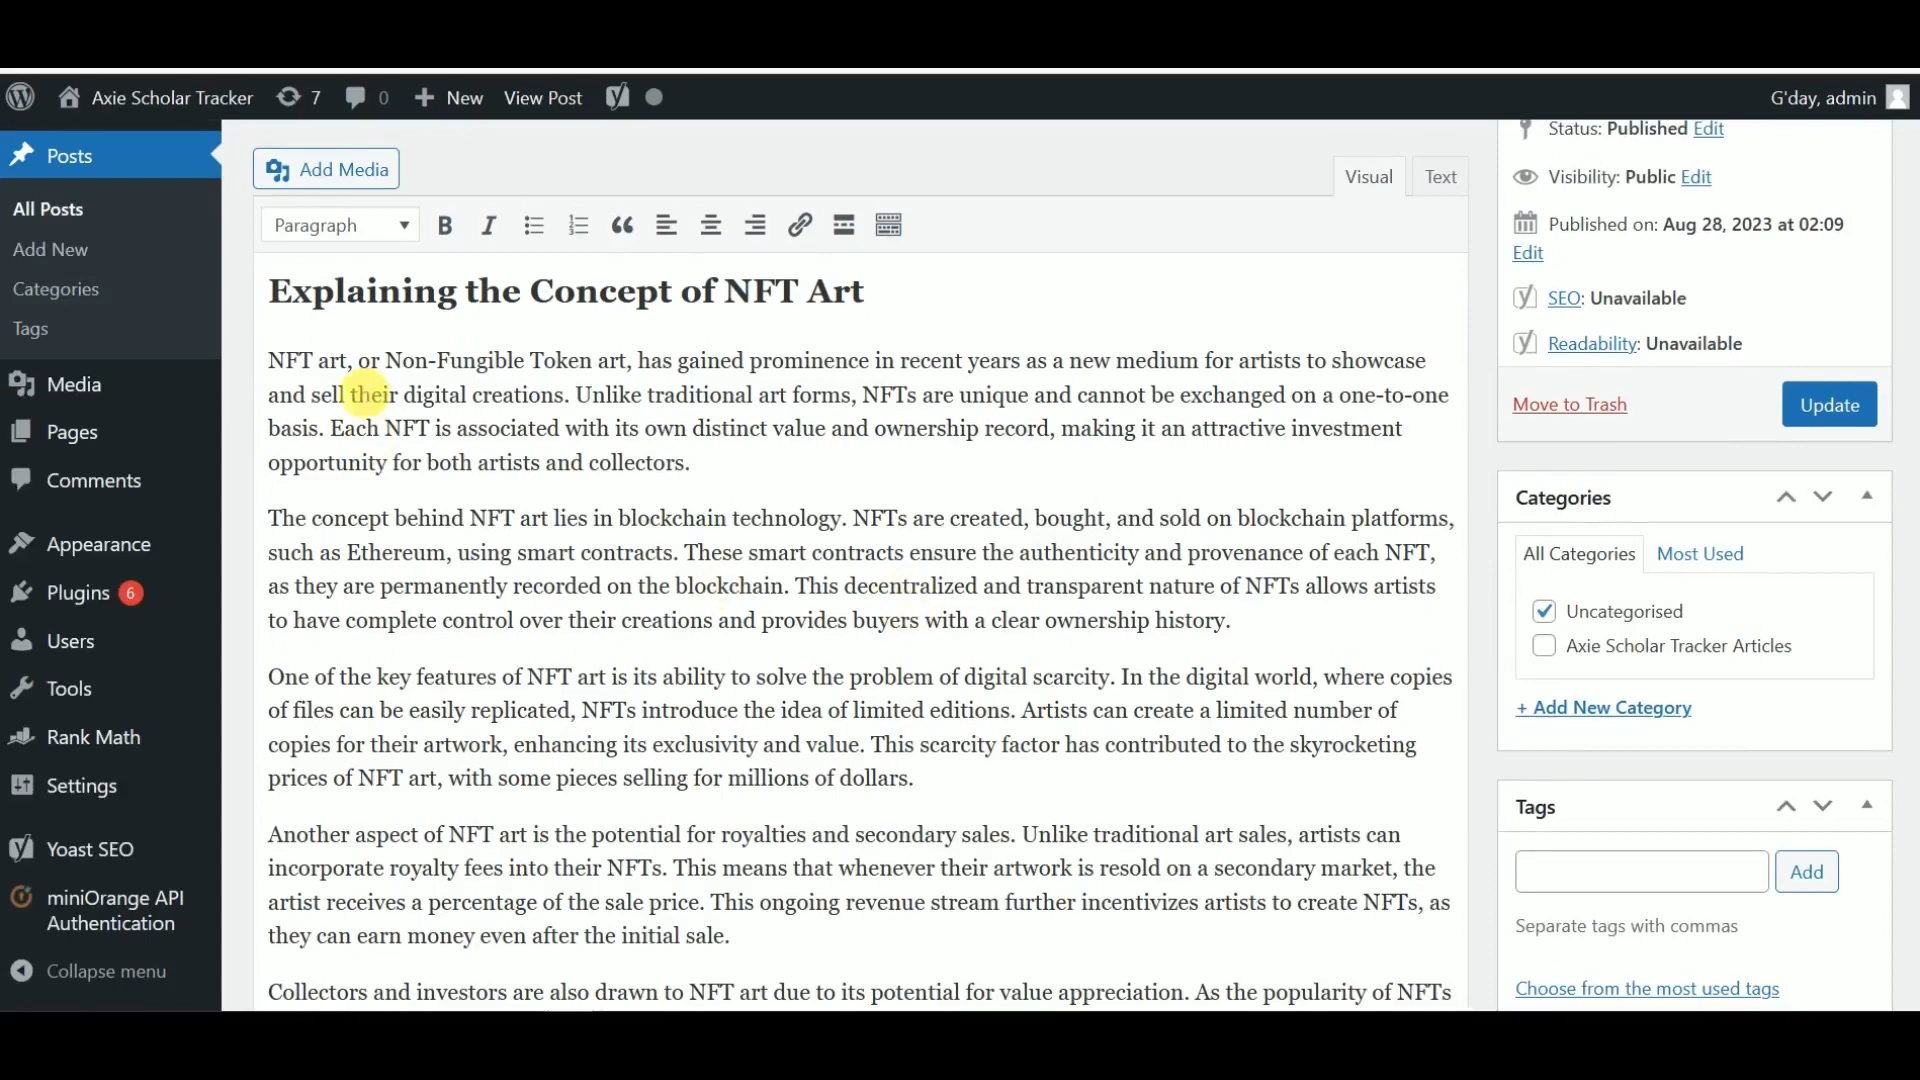 Axie Scholar Tracker 7 0 New View Post G'day, admin
Posts
All Posts
Add New
Categories
Tags
Media
Pages
Comments
Appearance
Plugins 6
Users
Tools
Rank Math
Settings
Yoast SEO
miniOrange API
Authentication
Collapse menu
Add Media
Visual Text
Paragraph
Explaining the Concept of NFT Art
NFT art, or Non-Fungible Token art, has gained prominence in recent years as a new medium for artists to showcase
and sell their digital creations. Unlike traditional art forms, NFTs are unique and cannot be exchanged on a one-to-one
basis. Each NFT is associated with its own distinct value and ownership record, making it an attractive investment
opportunity for both artists and collectors.
The concept behind NFT art lies in blockchain technology. NFTs are created, bought, and sold on blockchain platforms,
such as Ethereum, using smart contracts. These smart contracts ensure the authenticity and provenance of each NFT,
as they are permanently recorded on the blockchain. This decentralized and transparent nature of NFTs allows artists
to have complete control over their creations and provides buyers with a clear ownership history.
One of the key features of NFT art is its ability to solve the problem of digital scarcity. In the digital world, where copies
of files can be easily replicated, NFTs introduce the idea of limited editions. Artists can create a limited number of
copies for their artwork, enhancing its exclusivity and value. This scarcity factor has contributed to the skyrocketing
prices of NFT art, with some pieces selling for millions of dollars.
Another aspect of NFT art is the potential for royalties and secondary sales. Unlike traditional art sales, artists can
incorporate royalty fees into their NFTs. This means that whenever their artwork is resold on a secondary market, the
artist receives a percentage of the sale price. This ongoing revenue stream further incentivizes artists to create NFTs, as
they can earn money even after the initial sale.
Collectors and investors are also drawn to NFT art due to its potential for value appreciation. As the popularity of NFTs
Status: Published Edit
Visibility: Public Edit
Published on: Aug 28, 2023 at 02:09
Edit
SEO: Unavailable
Readability: Unavailable
Move to Trash Update
Categories
All Categories Most Used
Uncategorised
Axie Scholar Tracker Articles
+ Add New Category
Tags
Add
Separate tags with commas
Choose from the most used tags